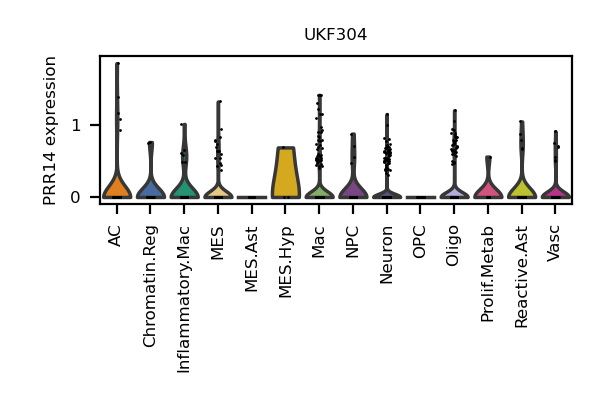 UKF304
PRR14 expression
1
0
AC
Chromatin.Reg
Inflammatory.Mac
MES
MES.Ast
MES.Hyp
Mac
NPC
Neuron
OPC
Oligo
Prolif.Metab
Reactive.Ast
Vasc